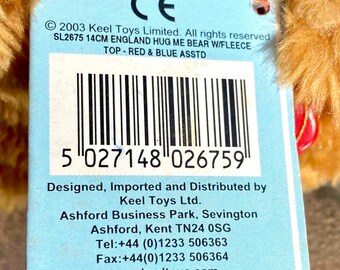 CE
© 2003 Keel Toys Limited. All rights reserved
SL2675 14CM ENGLAND HUG ME BEAR W/FLEECE
TOP - RED & BLUE ASSTD
5 027148 026759
Designed, Imported and Distributed by
Keel Toys Ltd.
Ashford Business Park, Sevington
Ashford, Kent TN24 0SG
Tel:+44 (0)1233 506363
Fax:+44(0)1233 506364